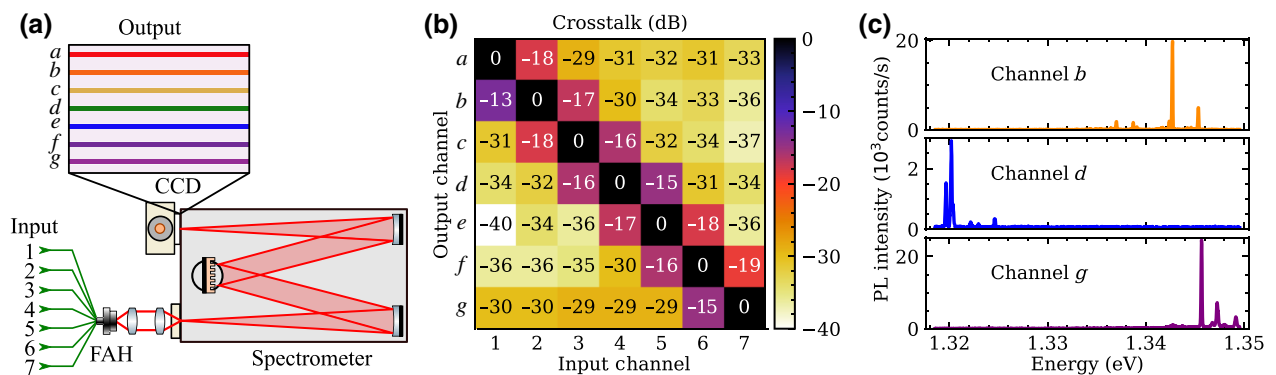 (a)
Output
a
b
c
d
e
f
g
CCD
Input
1
2
3
4
5
6
7
FAH
Spectrometer
(b)
Crosstalk (dB)
Output channel
a 0 −18 −29 −31 −32 −31 −33
b −13 0 −17 −30 −34 −33 −36
c −31 −18 0 −16 −32 −34 −37
d −34 −32 −16 0 −15 −31 −34
e −40 −34 −36 −17 0 −18 −36
f −36 −36 −35 −30 −16 0 −19
g −30 −30 −29 −29 −29 −15 0
1 2 3 4 5 6 7
Input channel
0
−10
−20
−30
−40
(c)
PL intensity (10³counts/s)
20
0
Channel b
2
0
Channel d
20
0
Channel g
1.32 1.33 1.34 1.35
Energy (eV)